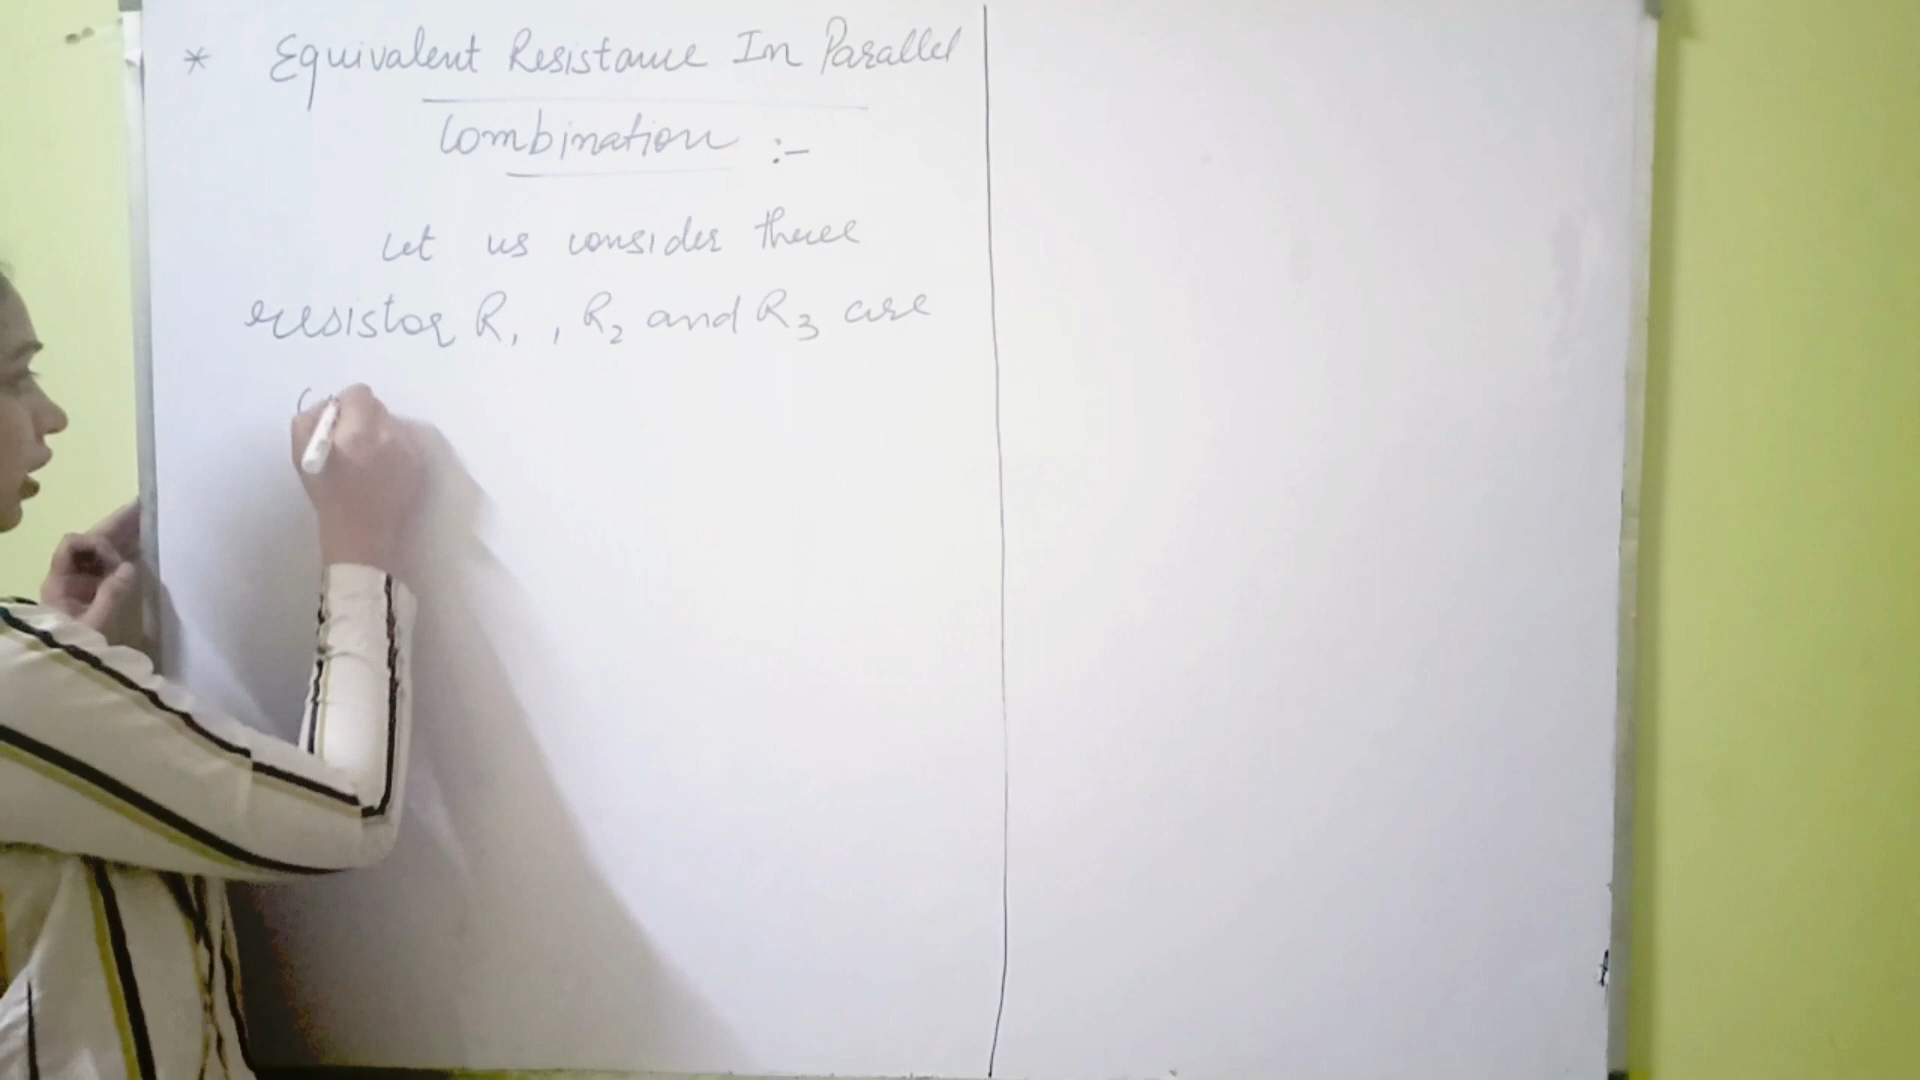 * Equivalent Resistance In Parallel
Combination :-
Let us consider three
resistor R₁, R₂ and R₃ are